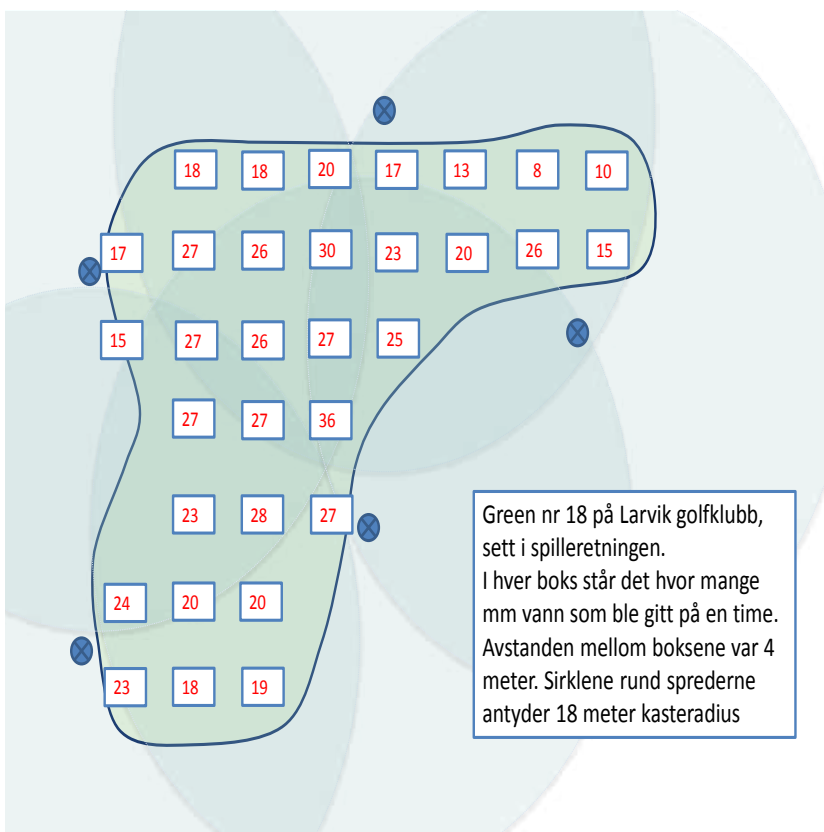 18 18 20 17 13 8 10
17 27 26 30 23 20 26 15
15 27 26 27 25
27 27 36
23 28 27
24 20 20
23 18 19
Green nr 18 på Larvik golfklubb,
sett i spilleretningen.
I hver boks står det hvor mange
mm vann som ble gitt på en time.
Avstanden mellom boksene var 4
meter. Sirklene rund sprederne
antyder 18 meter kasteradius